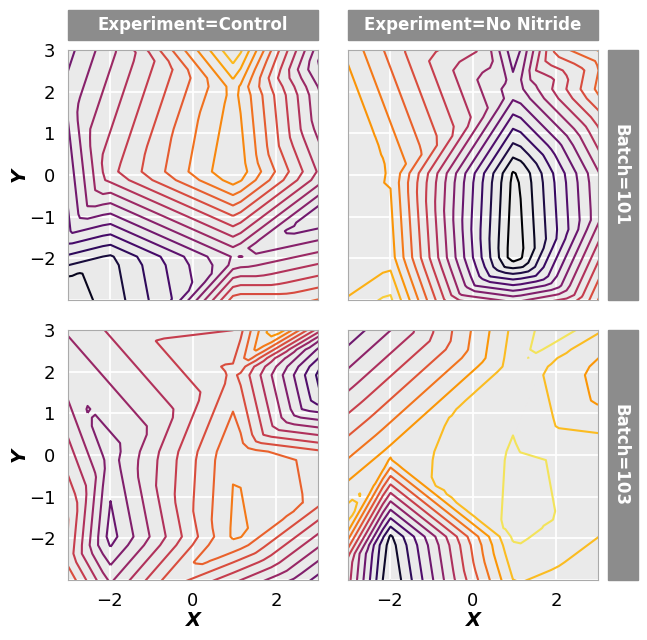 Experiment=Control Experiment=No Nitride
3
2
1
0
−1
−2
Y
Batch=101
3
2
1
0
−1
−2
Y
Batch=103
−2 0 2 −2 0 2
X X